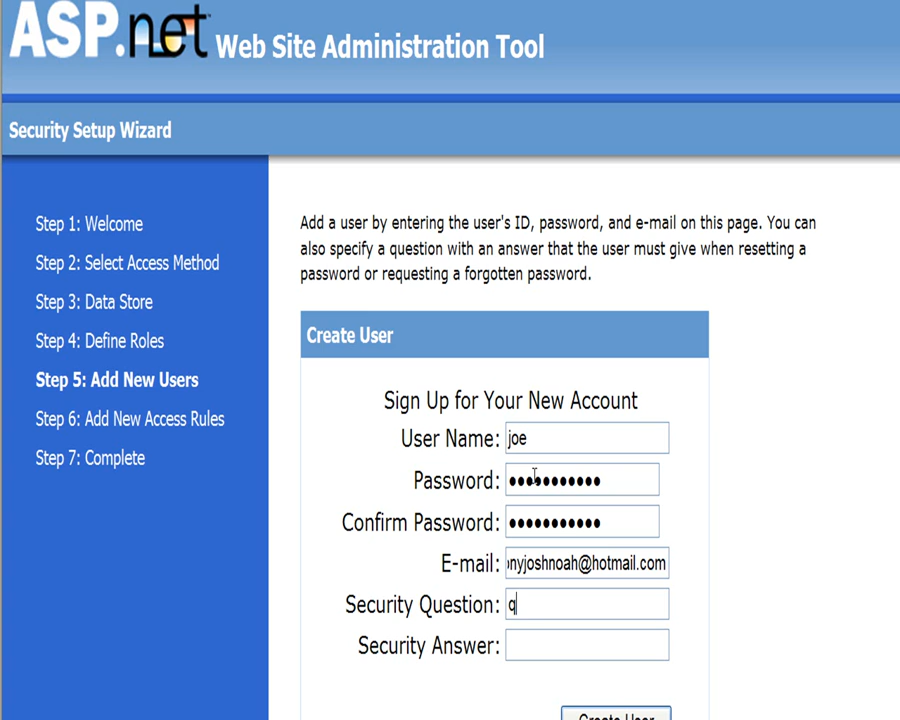 ASP.net Web Site Administration Tool
Security Setup Wizard
Step 1: Welcome
Step 2: Select Access Method
Step 3: Data Store
Step 4: Define Roles
Step 5: Add New Users
Step 6: Add New Access Rules
Step 7: Complete
Add a user by entering the user's ID, password, and e-mail on this page. You can
also specify a question with an answer that the user must give when resetting a
password or requesting a forgotten password.
Create User
Sign Up for Your New Account
User Name: joe
Password: •••••••••••
Confirm Password: •••••••••••
E-mail: nyjoshnoah@hotmail.com
Security Question: q
Security Answer:
Create User